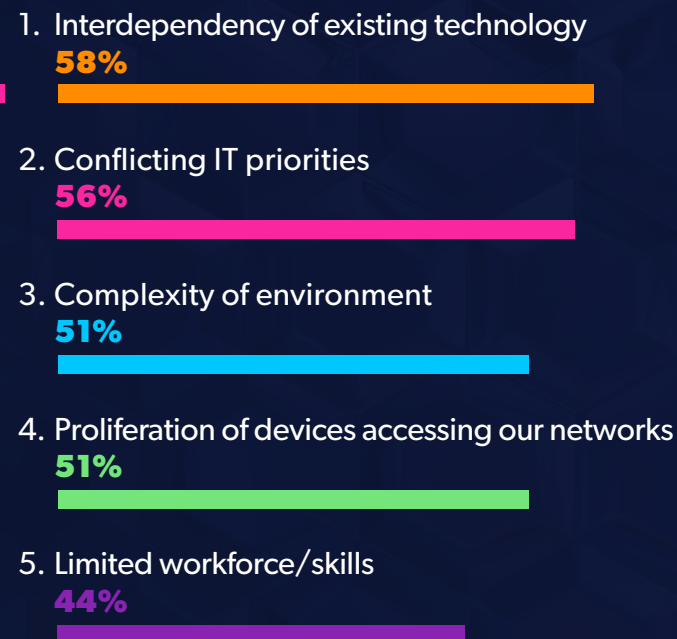 1. Interdependency of existing technology
58%
2. Conflicting IT priorities
56%
3. Complexity of environment
51%
4. Proliferation of devices accessing our networks
51%
5. Limited workforce/skills
44%